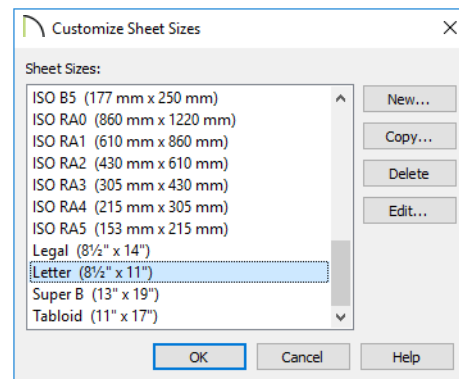 Customize Sheet Sizes
Sheet Sizes:
ISO B5 (177 mm x 250 mm)
ISO RA0 (860 mm x 1220 mm)
ISO RA1 (610 mm x 860 mm)
ISO RA2 (430 mm x 610 mm)
ISO RA3 (305 mm x 430 mm)
ISO RA4 (215 mm x 305 mm)
ISO RA5 (153 mm x 215 mm)
Legal (8½" x 14")
Letter (8½" x 11")
Super B (13" x 19")
Tabloid (11" x 17")
New...
Copy...
Delete
Edit...
OK Cancel Help